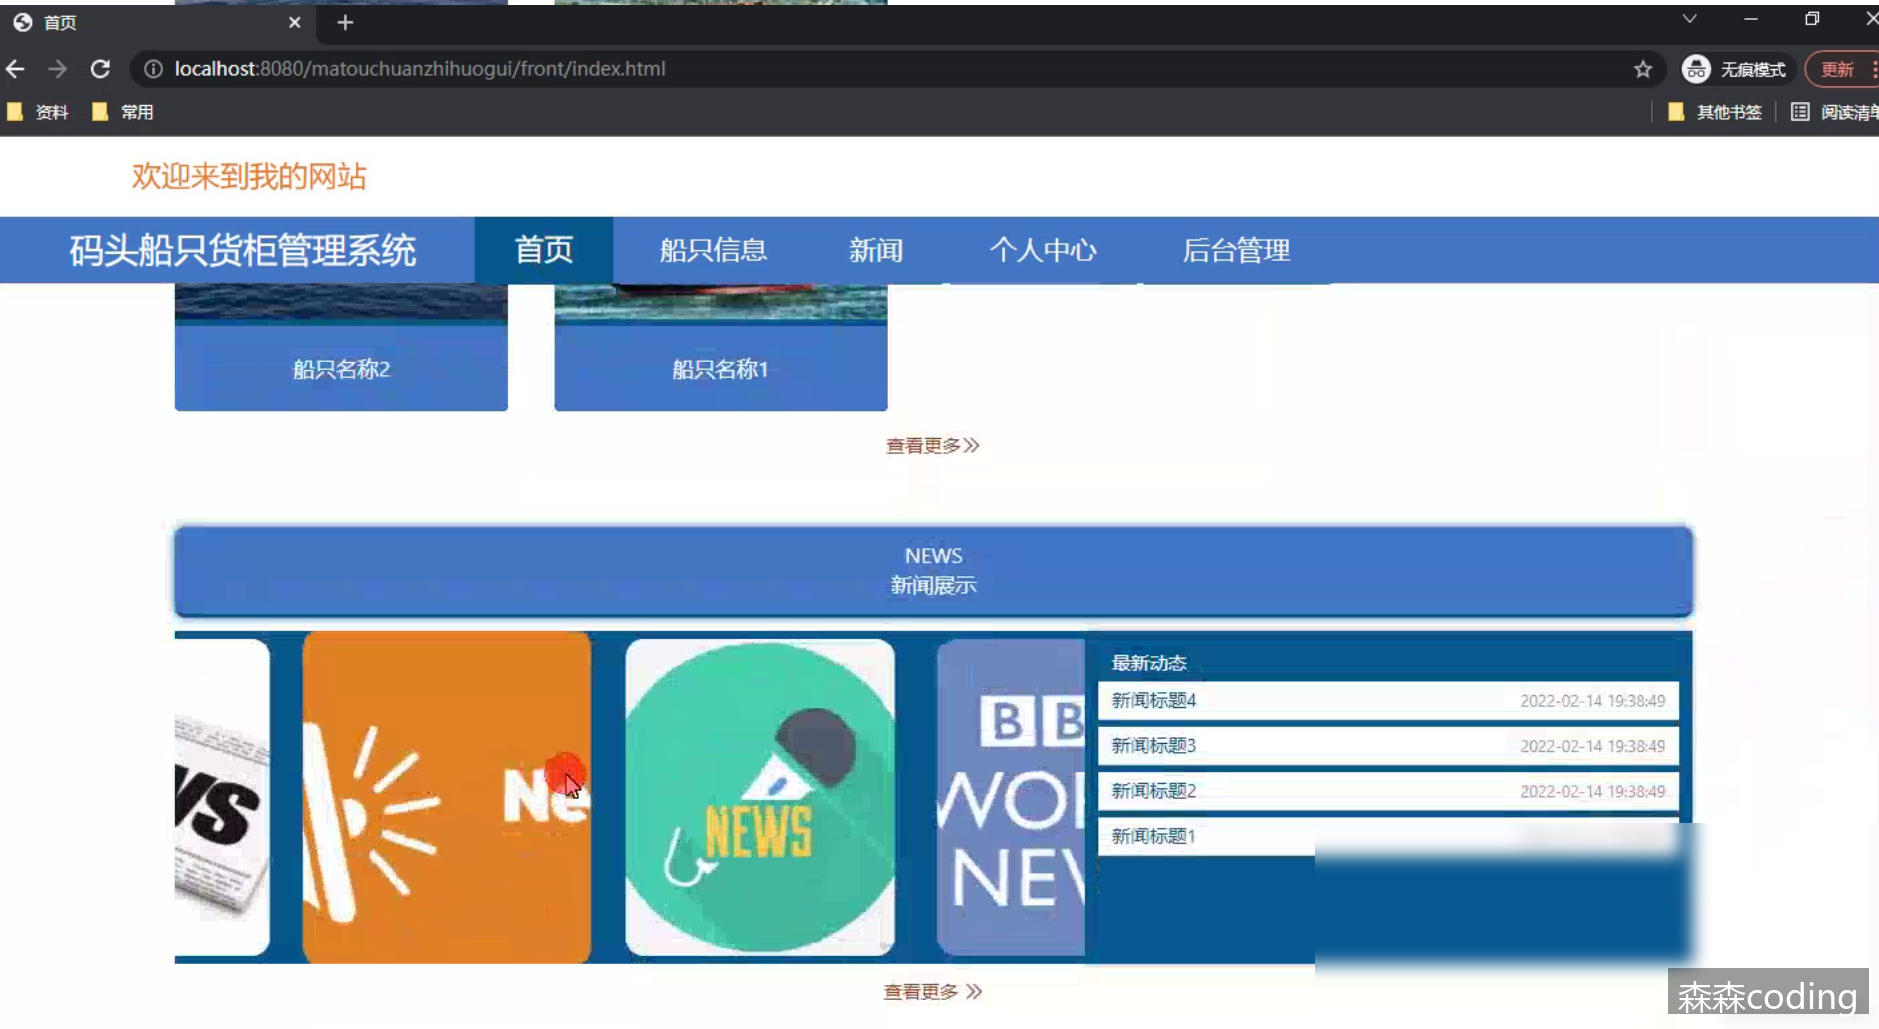 首页
localhost:8080/matouchuanzhihuogui/front/index.html
无痕模式
更新
资料
常用
其他书签
阅读清单
欢迎来到我的网站
码头船只货柜管理系统
首页
船只信息
新闻
个人中心
后台管理
船只名称2
船只名称1
查看更多
NEWS
新闻展示
WS
Ne
NEWS
BB
WOR
NEW
最新动态
新闻标题4 2022-02-14 19:38:49
新闻标题3 2022-02-14 19:38:49
新闻标题2 2022-02-14 19:38:49
新闻标题1
查看更多
森森coding